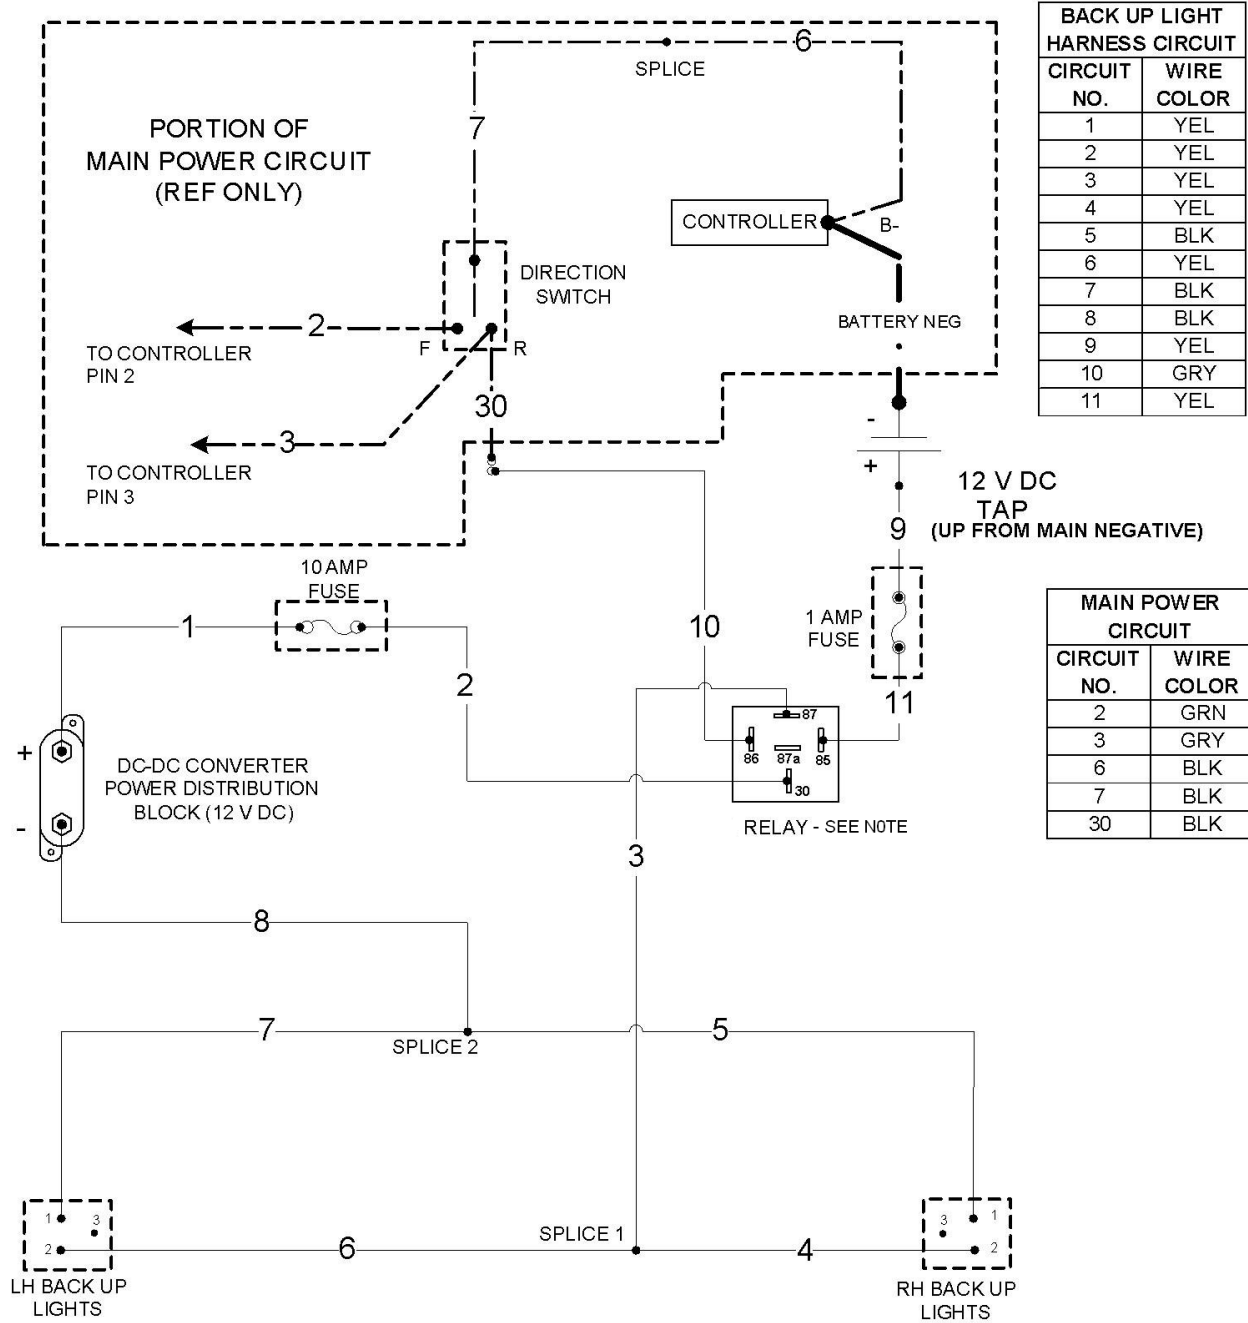 6
SPLICE
7
PORTION OF
MAIN POWER CIRCUIT
(REF ONLY)
CONTROLLER
B-
DIRECTION
SWITCH
BATTERY NEG
2
F
R
TO CONTROLLER
PIN 2
30
3
TO CONTROLLER
PIN 3
-
+
12 V DC
TAP
(UP FROM MAIN NEGATIVE)
9
10 AMP
FUSE
1
2
10
1 AMP
FUSE
11
87
86
87a
85
30
RELAY - SEE NOTE
+
-
DC-DC CONVERTER
POWER DISTRIBUTION
BLOCK (12 V DC)
3
8
7
5
SPLICE 2
1
3
2
LH BACK UP
LIGHTS
6
SPLICE 1
4
3
1
2
RH BACK UP
LIGHTS
BACK UP LIGHT
HARNESS CIRCUIT
CIRCUIT NO. WIRE COLOR
1 YEL
2 YEL
3 YEL
4 YEL
5 BLK
6 YEL
7 BLK
8 BLK
9 YEL
10 GRY
11 YEL
MAIN POWER
CIRCUIT
CIRCUIT NO. WIRE COLOR
2 GRN
3 GRY
6 BLK
7 BLK
30 BLK